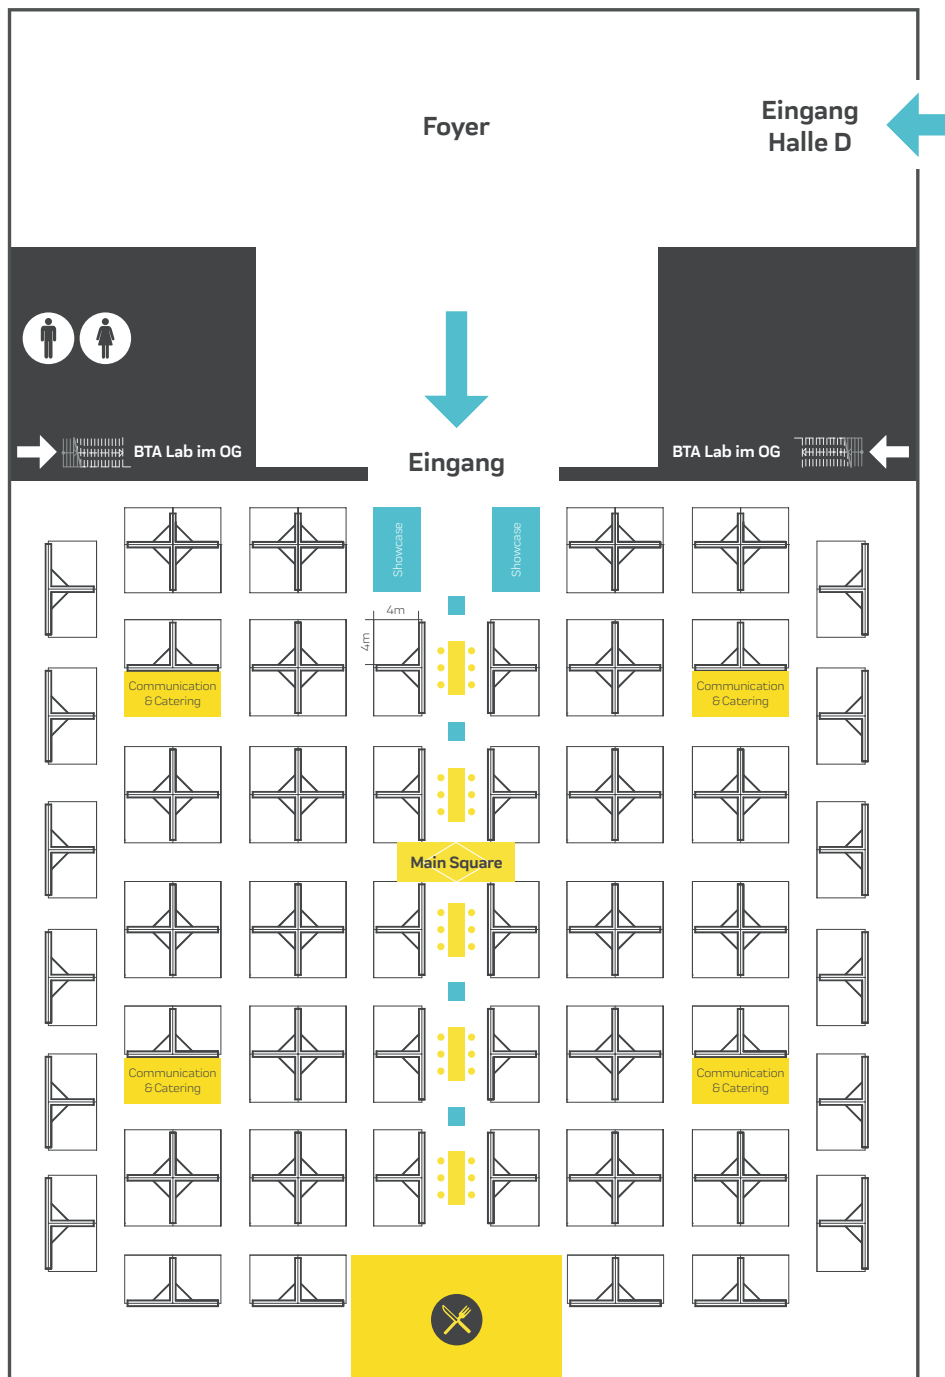 Foyer
Eingang
Halle D
BTA Lab im OG
Eingang
BTA Lab im OG
Showcase
Showcase
4m
4m
Communication
& Catering
Communication
& Catering
Main Square
Communication
& Catering
Communication
& Catering